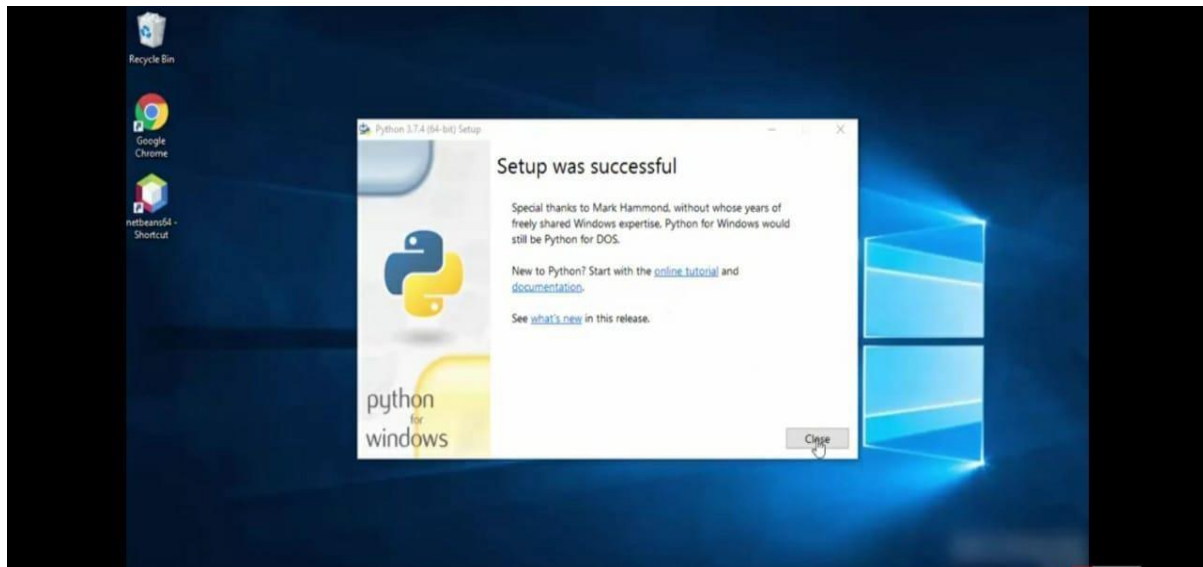 Recycle Bin
Google
Chrome
netbeans64 -
Shortcut
Python 3.7.4 (64-bit) Setup
Setup was successful
Special thanks to Mark Hammond, without whose years of
freely shared Windows expertise, Python for Windows would
still be Python for DOS.
New to Python? Start with the online tutorial and
documentation.
See what's new in this release.
python
for
windows
Close